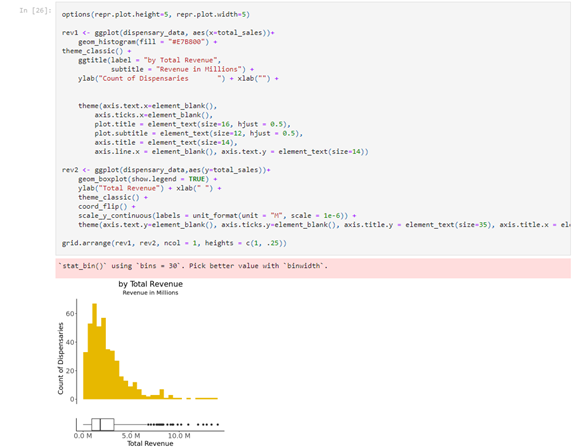 In [26]:
options(repr.plot.height=5, repr.plot.width=5)
rev1 <- ggplot(dispensary_data, aes(x=total_sales))+
geom_histogram(fill = "#E7B800") +
theme_classic() +
ggtitle(label = "by Total Revenue",
subtitle = "Revenue in Millions") +
ylab("Count of Dispensaries       ") + xlab("") +
theme(axis.text.x=element_blank(),
axis.ticks.x=element_blank(),
plot.title = element_text(size=16, hjust = 0.5),
plot.subtitle = element_text(size=12, hjust = 0.5),
axis.title = element_text(size=14),
axis.line.x = element_blank(), axis.text.y = element_text(size=14))
rev2 <- ggplot(dispensary_data,aes(y=total_sales))+
geom_boxplot(show.legend = TRUE) +
ylab("Total Revenue") + xlab(" ") +
theme_classic() +
coord_flip() +
scale_y_continuous(labels = unit_format(unit = "M", scale = 1e-6)) +
theme(axis.text.y=element_blank(), axis.ticks.y=element_blank(), axis.title.y = element_text(size=35), axis.title.x = el
grid.arrange(rev1, rev2, ncol = 1, heights = c(1, .25))
`stat_bin()` using `bins = 30`. Pick better value with `binwidth`.
by Total Revenue
Revenue in Millions
Count of Dispensaries
60
40
20
0
0.0 M 5.0 M 10.0 M
Total Revenue